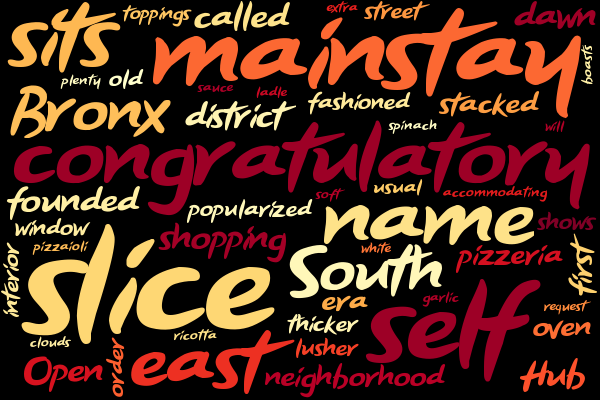 sits
toppings
called
extra
street
dawn
mainstay
boasts
plenty
old
sauce
ladle
Bronx
district
fashioned
stacked
spinach
will
congratulatory
founded
soft
usual
accommodating
popularized
name
shows
window
pizzaioli
shopping
white
pizzeria
first
interior
slice
South
era
garlic
self
request
thicker
oven
clouds
ricotta
lusher
Open
order
east
neighborhood
Hub